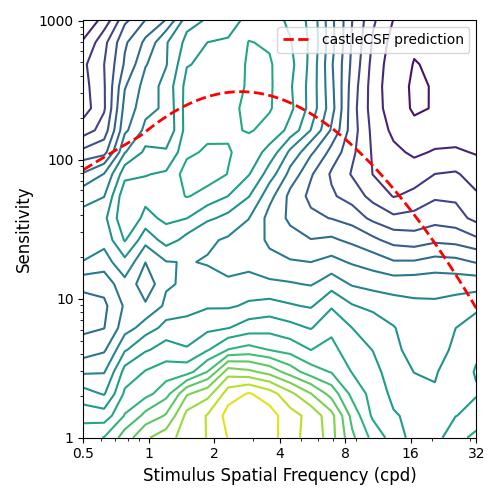 1000
castleCSF prediction
100
Sensitivity
10
1
0.5 1 2 4 8 16 32
Stimulus Spatial Frequency (cpd)